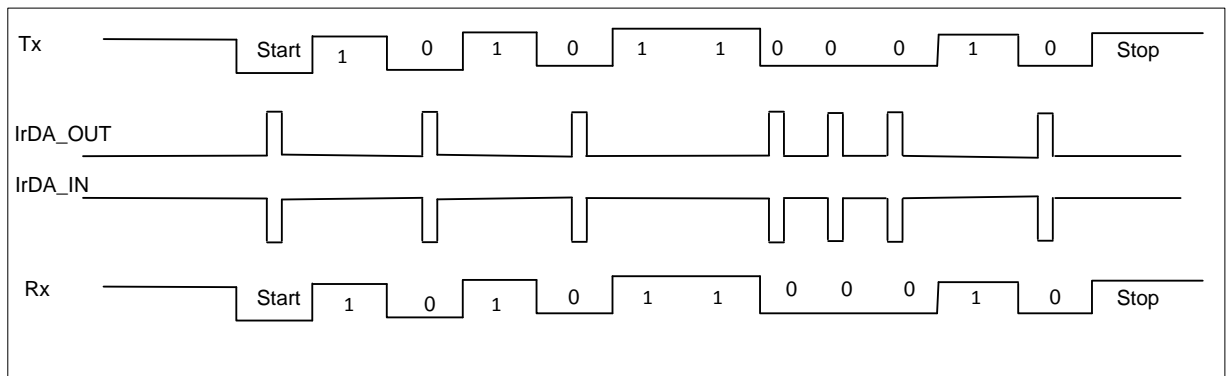 Tx Start 1 0 1 0 1 1 0 0 0 1 0 Stop
IrDA_OUT
IrDA_IN
Rx Start 1 0 1 0 1 1 0 0 0 1 0 Stop